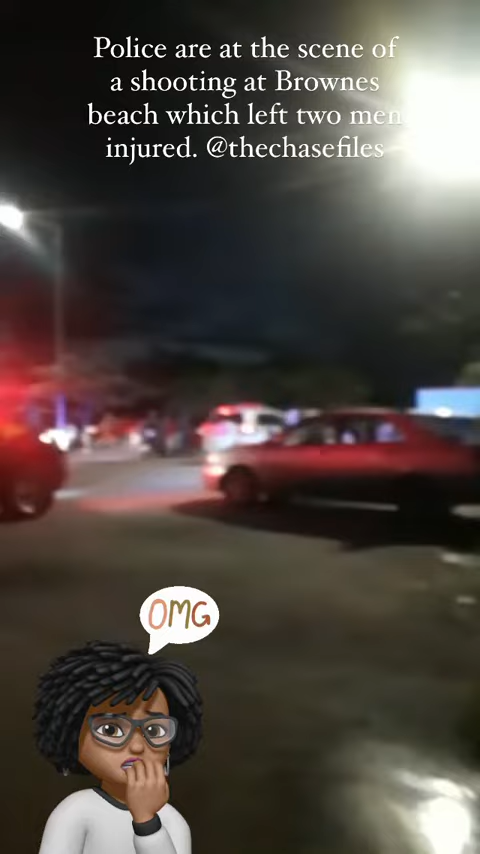 Police are at the scene of
a shooting at Brownes
beach which left two men
injured. @thechasefiles
OMG